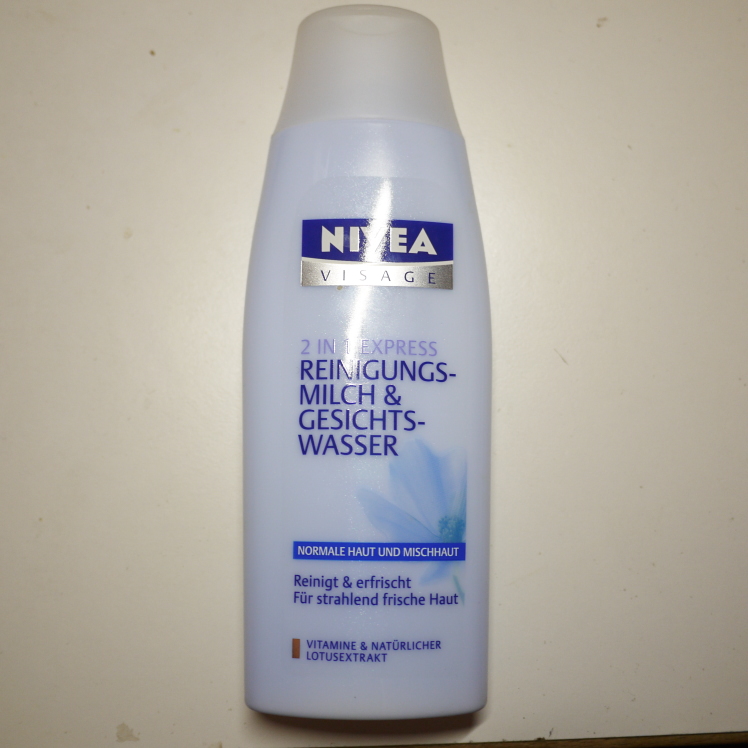 NIVEA
VISAGE
2 IN 1 EXPRESS
REINIGUNGS-
MILCH &
GESICHTS-
WASSER
NORMALE HAUT UND MISCHHAUT
Reinigt & erfrischt
Für strahlend frische Haut
VITAMINE & NATÜRLICHER
LOTUSEXTRAKT